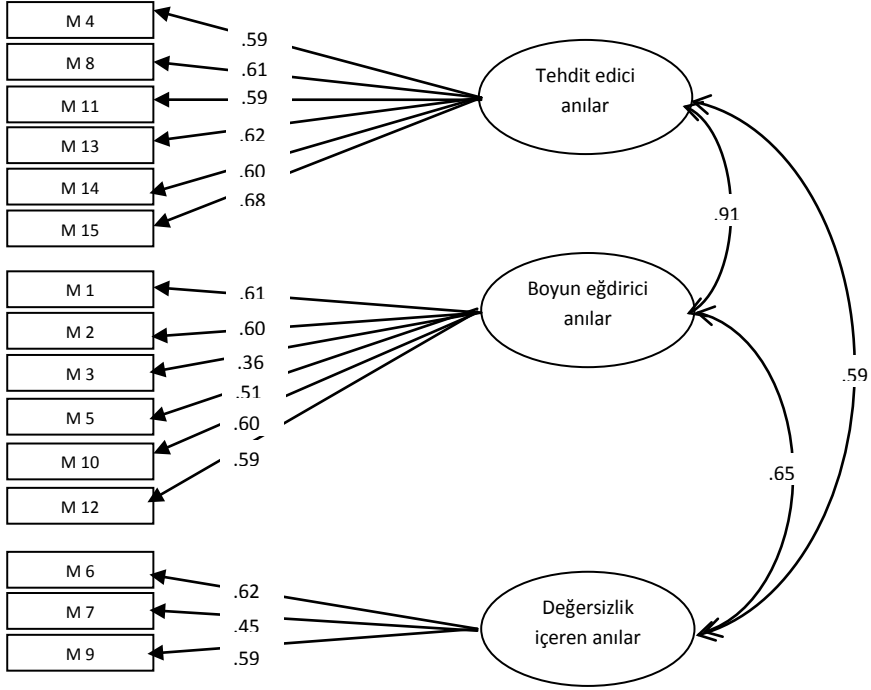 M 4
M 8
M 11
M 13
M 14
M 15
.59
.61
.59
.62
.60
.68
Tehdit edici
anılar
.91
M 1
M 2
M 3
M 5
M 10
M 12
.61
.60
.36
.51
.60
.59
Boyun eğdirici
anılar
.59
.65
M 6
M 7
M 9
.62
.45
.59
Değersizlik
içeren anılar